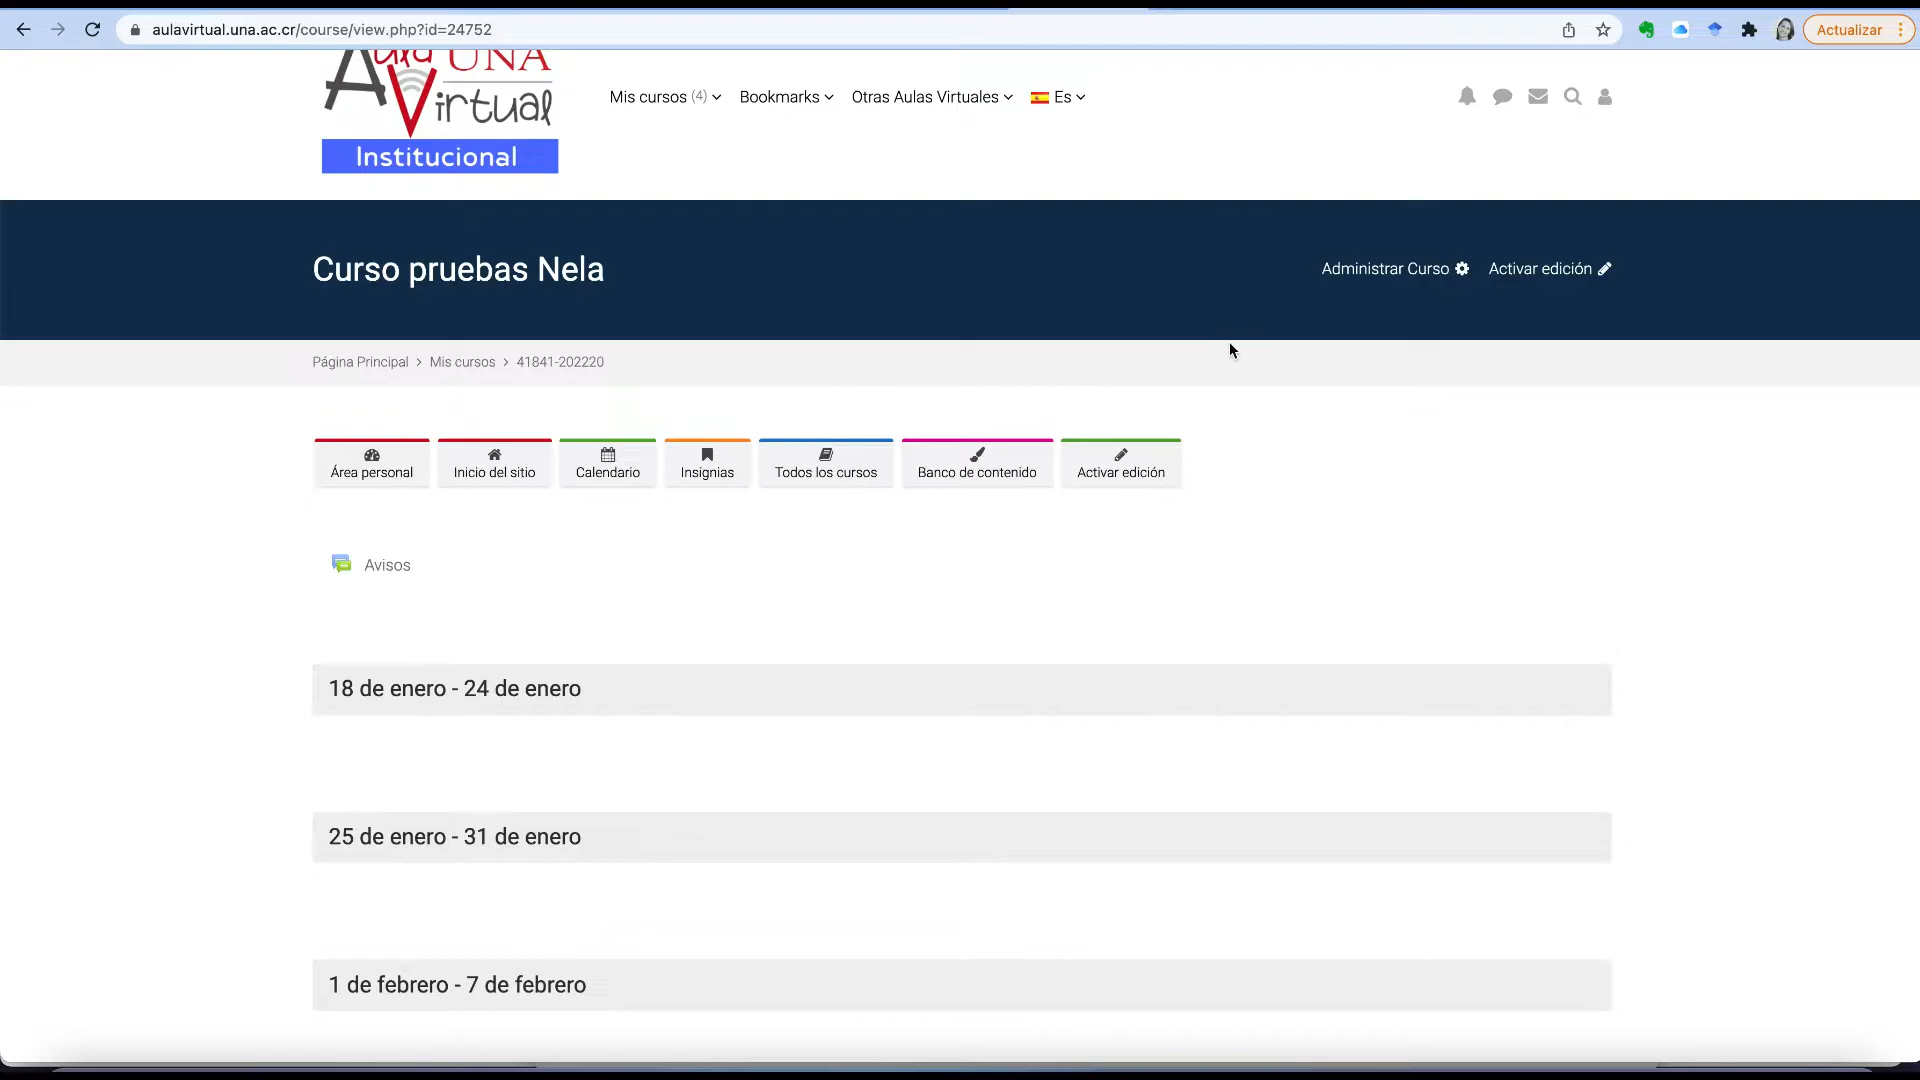 aulavirtual.una.ac.cr/course/view.php?id=24752
Actualizar
Aula UNA
Virtual
Institucional
Mis cursos (4)
Bookmarks
Otras Aulas Virtuales
Es
Curso pruebas Nela
Administrar Curso
Activar edición
Página Principal > Mis cursos > 41841-202220
Área personal
Inicio del sitio
Calendario
Insignias
Todos los cursos
Banco de contenido
Activar edición
Avisos
18 de enero - 24 de enero
25 de enero - 31 de enero
1 de febrero - 7 de febrero